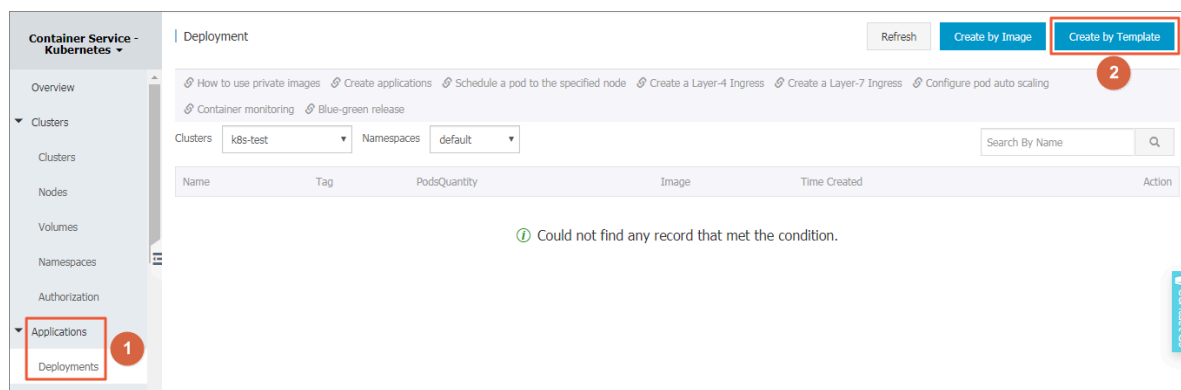 Container Service -
Kubernetes
Overview
Clusters
Clusters
Nodes
Volumes
Namespaces
Authorization
Applications
Deployments
1
Deployment
Refresh
Create by Image
Create by Template
2
How to use private images
Create applications
Schedule a pod to the specified node
Create a Layer-4 Ingress
Create a Layer-7 Ingress
Configure pod auto scaling
Container monitoring
Blue-green release
Clusters
k8s-test
Namespaces
default
Search By Name
Name
Tag
PodsQuantity
Image
Time Created
Action
Could not find any record that met the condition.